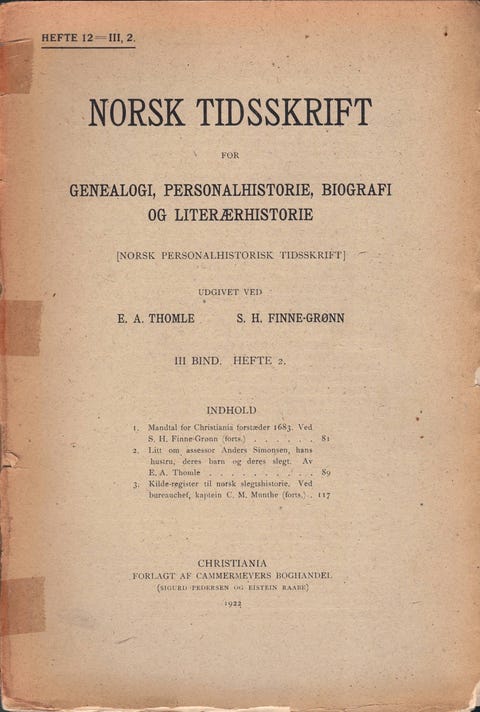 HEFTE 12 = III, 2.
NORSK TIDSSKRIFT
FOR
GENEALOGI, PERSONALHISTORIE, BIOGRAFI
OG LITERÆRHISTORIE
[NORSK PERSONALHISTORISK TIDSSKRIFT]
UDGIVET VED
E. A. THOMLE S. H. FINNE-GRØNN
III BIND. HEFTE 2.
INDHOLD
1. Mandtal for Christiania forstæder 1683. Ved
S. H. Finne-Grønn (forts.) . . . . . . 81
2. Litt om assessor Anders Simonsen, hans
hustru, deres barn og deres slegt. Av
E. A. Thomle . . . . . . . . . . 89
3. Kilde-register til norsk slegtshistorie. Ved
bureauchef, kaptein C. M. Munthe (forts.) . 117
CHRISTIANIA
FORLAGT AF CAMMERMEYERS BOGHANDEL
(SIGURD PEDERSEN OG EISTEIN RAABE)
1922